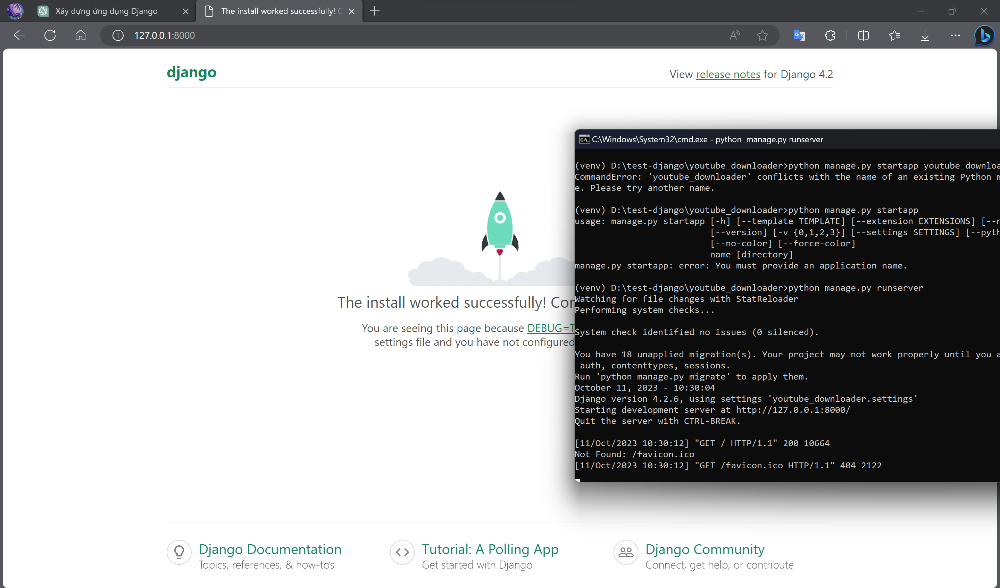 Xây dựng ứng dụng Django
The install worked successfully!
127.0.0.1:8000
django
View release notes for Django 4.2
The install worked successfully!
You are seeing this page because
settings file and you have not configured
C:\Windows\System32\cmd.exe - python  manage.py runserver
(venv) D:\test-django\youtube_downloader>python manage.py startapp
CommandError: 'youtube_downloader' conflicts with the name of an existing Python
e. Please try another name.
(venv) D:\test-django\youtube_downloader>python manage.py startapp
usage: manage.py startapp [-h] [--template TEMPLATE] [--extension EXTENSIONS]
[--version] [-v {0,1,2,3}] [--settings SETTINGS]
[--no-color] [--force-color]
name [directory]
manage.py startapp: error: You must provide an application name.
(venv) D:\test-django\youtube_downloader>python manage.py runserver
Watching for file changes with StatReloader
Performing system checks...
System check identified no issues (0 silenced).
You have 18 unapplied migration(s). Your project may not work properly until you
auth, contenttypes, sessions.
Run 'python manage.py migrate' to apply them.
October 11, 2023 - 10:30:04
Django version 4.2.6, using settings 'youtube_downloader.settings'
Starting development server at http://127.0.0.1:8000/
Quit the server with CTRL-BREAK.
[11/Oct/2023 10:30:12] "GET / HTTP/1.1" 200 10664
Not Found: /favicon.ico
[11/Oct/2023 10:30:12] "GET /favicon.ico HTTP/1.1" 404 2122
Django Documentation
Topics, references, & how-to's
Tutorial: A Polling App
Get started with Django
Django Community
Connect, get help, or contribute